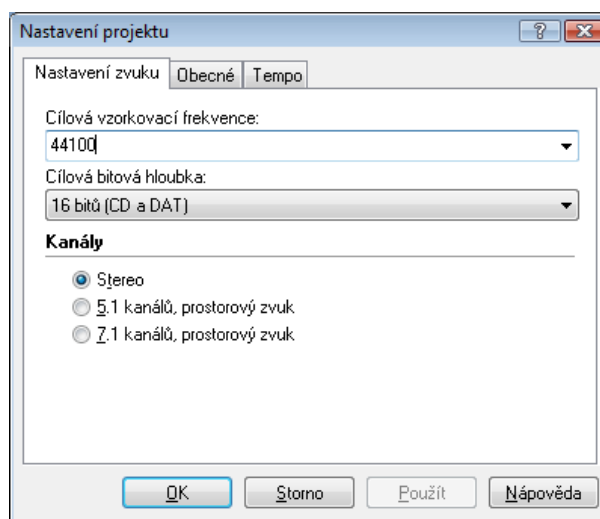 Nastavení projektu
Nastavení zvuku Obecné Tempo
Cílová vzorkovací frekvence:
44100
Cílová bitová hloubka:
16 bitů (CD a DAT)
Kanály
Stereo
5.1 kanálů, prostorový zvuk
7.1 kanálů, prostorový zvuk
OK Storno Použít Nápověda